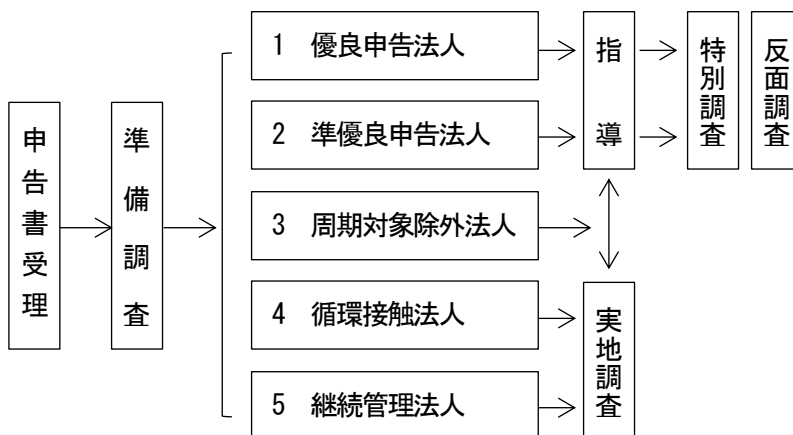 申告書受理
準備調査
1 優良申告法人
2 準優良申告法人
3 周期対象除外法人
4 循環接触法人
5 継続管理法人
指導
実地調査
特別調査
反面調査